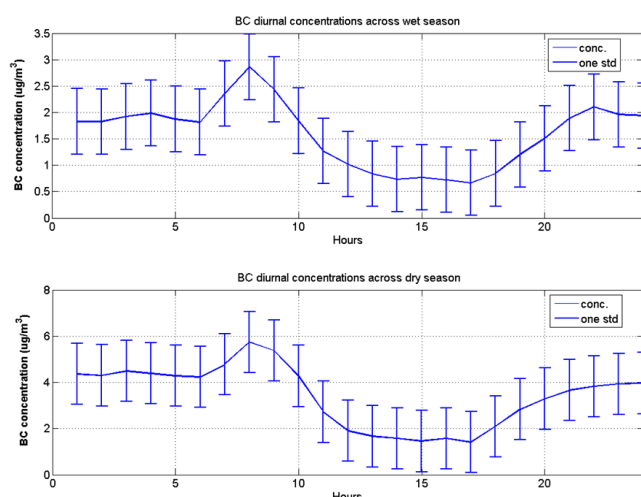 BC diurnal concentrations across wet season
3.5
3
2.5
2
1.5
1
0.5
0
BC concentration (ug/m³)
conc.
one std
0
5
10
15
20
Hours
BC diurnal concentrations across dry season
8
6
4
2
0
BC concentration (ug/m³)
conc.
one std
0
5
10
15
20
Hours